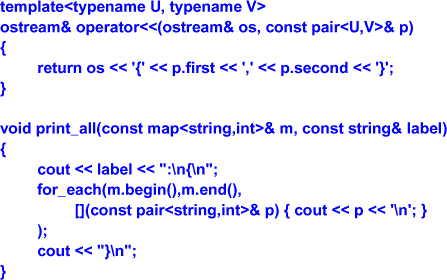 template<typename U, typename V>
ostream& operator<<(ostream& os, const pair<U,V>& p)
{
return os << '{' << p.first << ',' << p.second << '}';
}
void print_all(const map<string,int>& m, const string& label)
{
cout << label << ":\n{\n";
for_each(m.begin(),m.end(),
[](const pair<string,int>& p) { cout << p << '\n'; }
);
cout << "}\n";
}